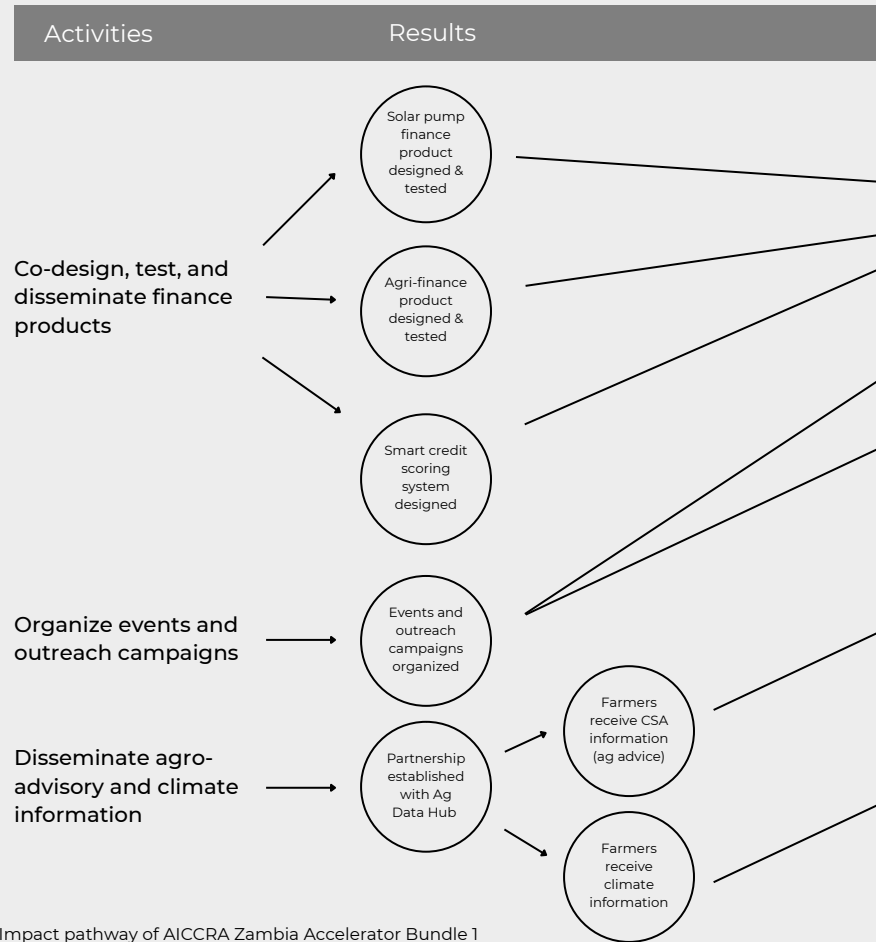 Activities
Results
Solar pump
finance
product
designed &
tested
Co-design, test, and
disseminate finance
products
Agri-finance
product
designed &
tested
Smart credit
scoring
system
designed
Organize events and
outreach campaigns
Events and
outreach
campaigns
organized
Disseminate agro-
advisory and climate
information
Partnership
established
with Ag
Data Hub
Farmers
receive CSA
information
(ag advice)
Farmers
receive
climate
information
Impact pathway of AICCRA Zambia Accelerator Bundle 1